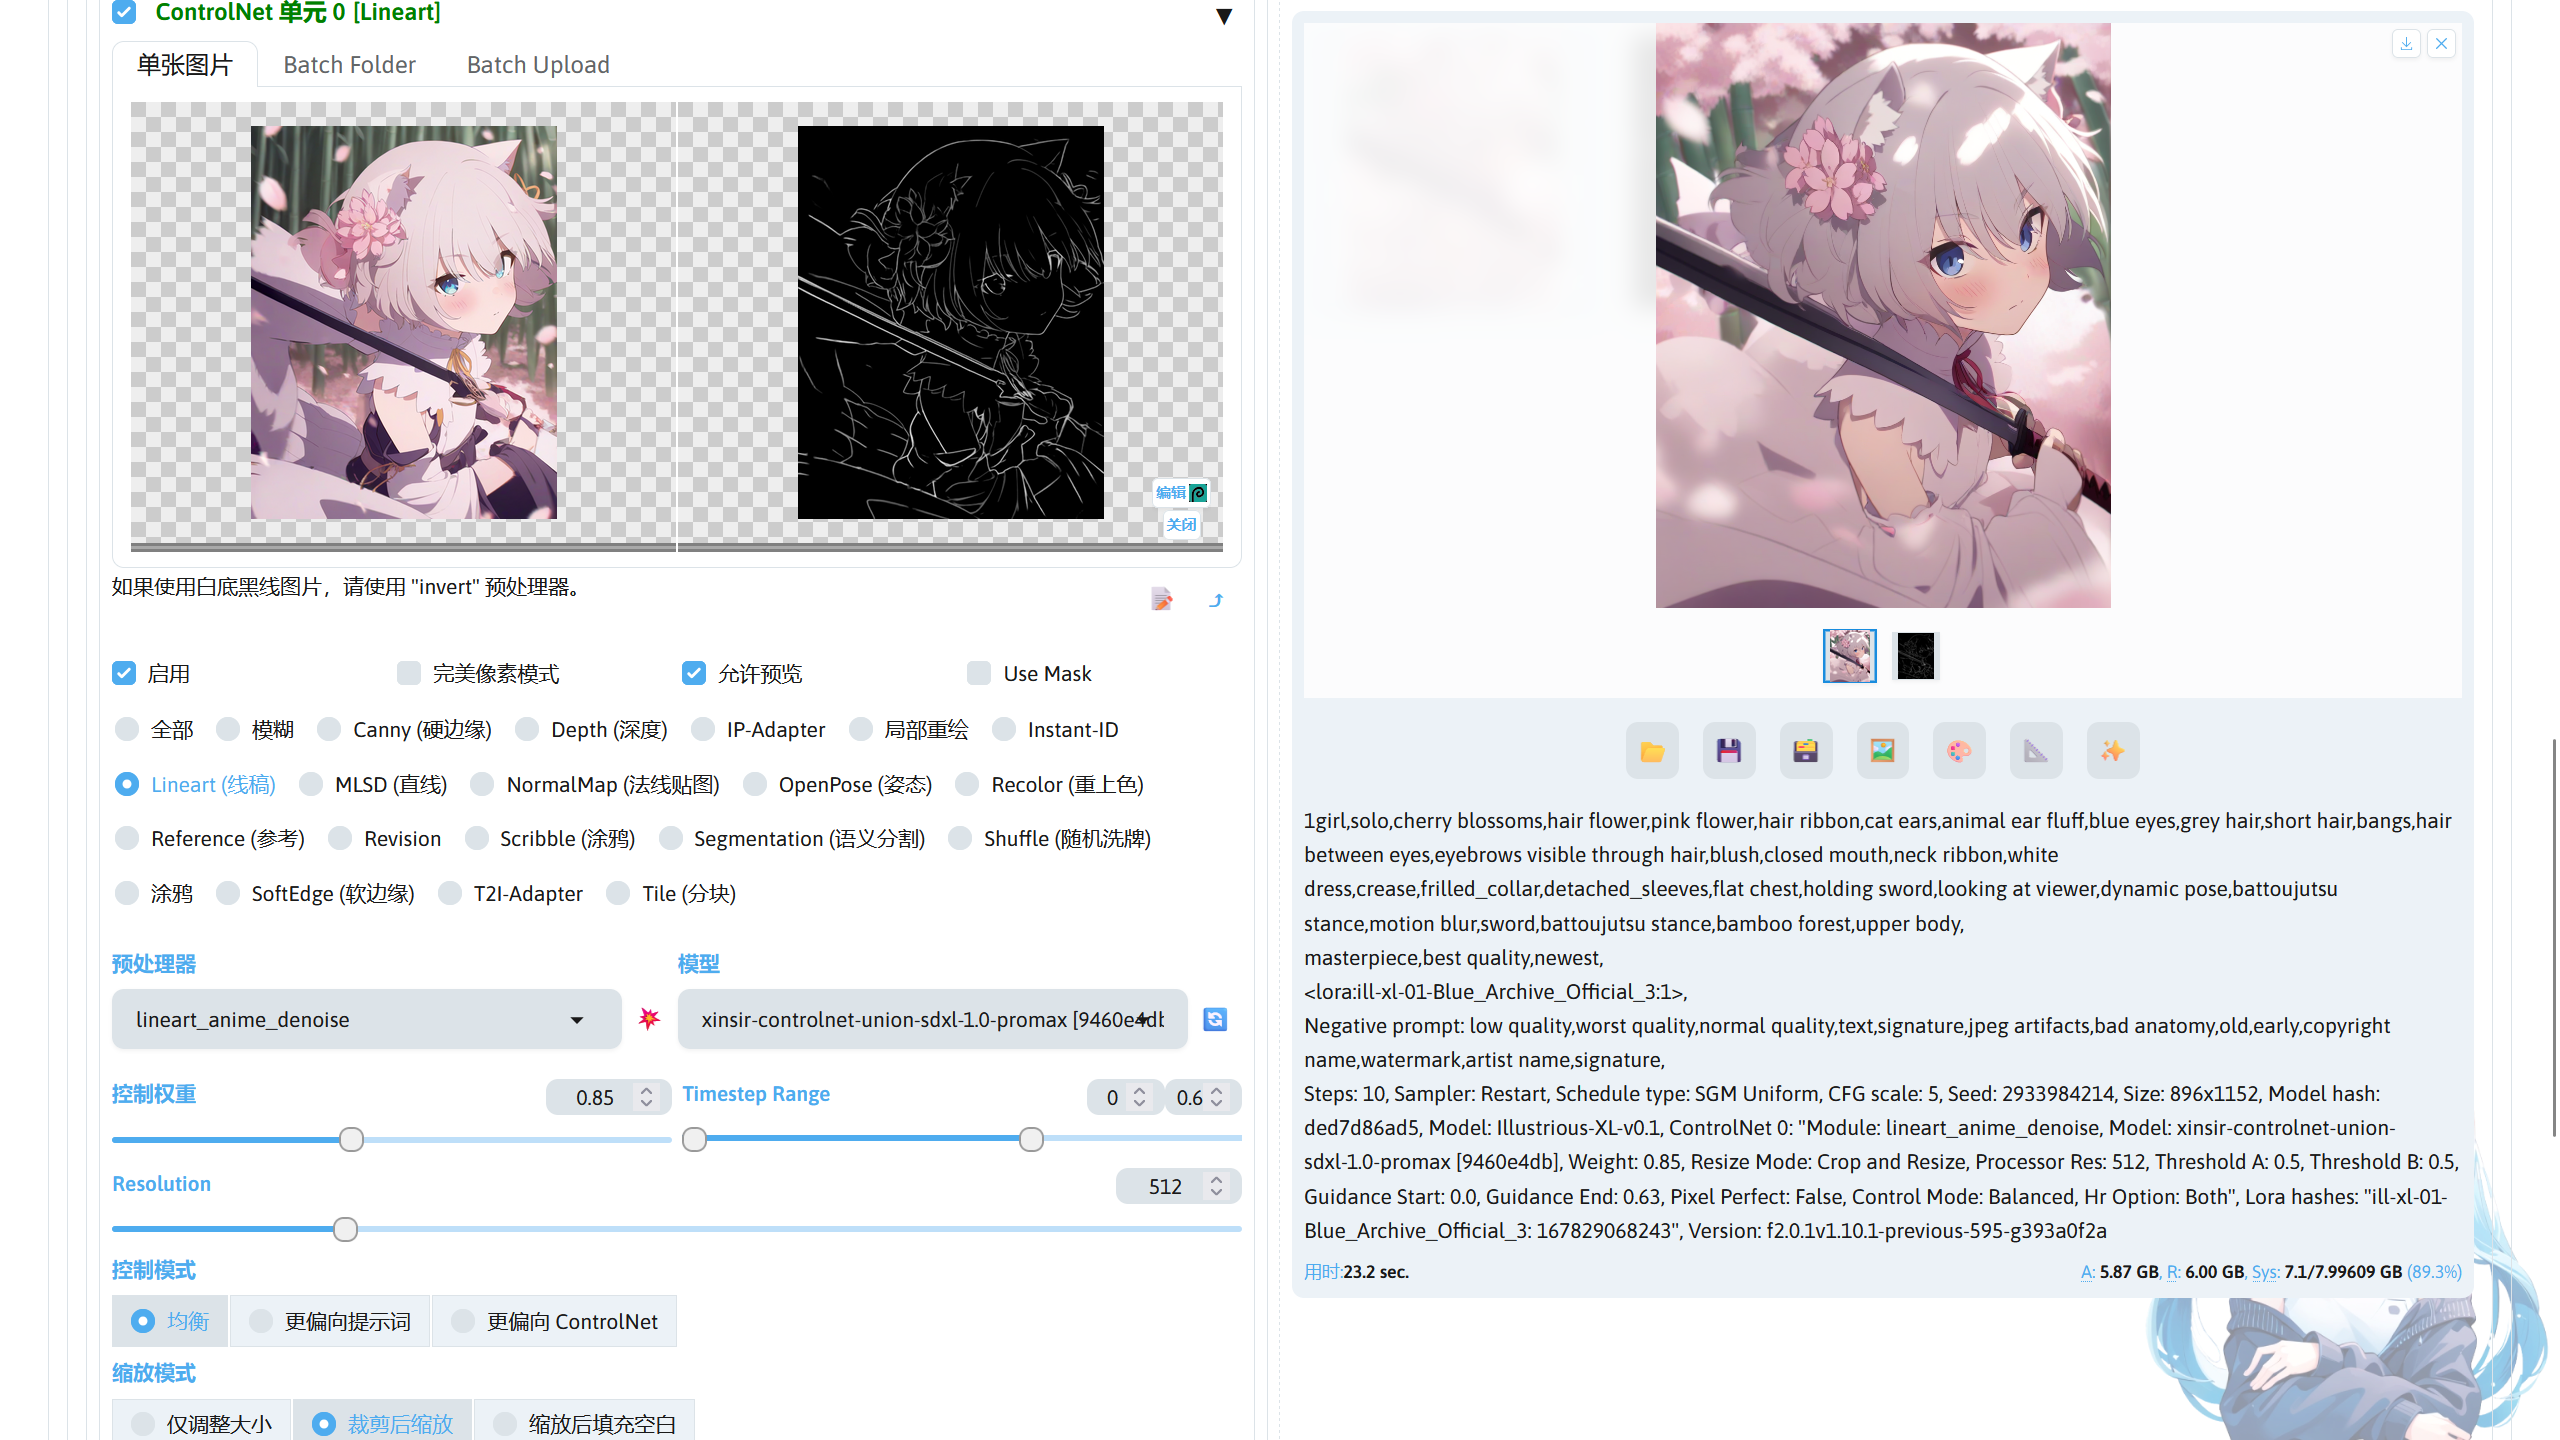 ControlNet 单元 0 [Lineart]
▼
单张图片
Batch Folder
Batch Upload
编辑
关闭
如果使用白底黑线图片，请使用 "invert" 预处理器。
启用
完美像素模式
允许预览
Use Mask
全部
模糊
Canny (硬边缘)
Depth (深度)
IP-Adapter
局部重绘
Instant-ID
Lineart (线稿)
MLSD (直线)
NormalMap (法线贴图)
OpenPose (姿态)
Recolor (重上色)
Reference (参考)
Revision
Scribble (涂鸦)
Segmentation (语义分割)
Shuffle (随机洗牌)
涂鸦
SoftEdge (软边缘)
T2I-Adapter
Tile (分块)
预处理器
模型
lineart_anime_denoise
xinsir-controlnet-union-sdxl-1.0-promax [9460e4db
控制权重
0.85
Timestep Range
0
0.6
Resolution
512
控制模式
均衡
更偏向提示词
更偏向 ControlNet
缩放模式
仅调整大小
裁剪后缩放
缩放后填充空白
1girl,solo,cherry blossoms,hair flower,pink flower,hair ribbon,cat ears,animal ear fluff,blue eyes,grey hair,short hair,bangs,hair
between eyes,eyebrows visible through hair,blush,closed mouth,neck ribbon,white
dress,crease,frilled_collar,detached_sleeves,flat chest,holding sword,looking at viewer,dynamic pose,battoujutsu
stance,motion blur,sword,battoujutsu stance,bamboo forest,upper body,
masterpiece,best quality,newest,
<lora:ill-xl-01-Blue_Archive_Official_3:1>,
Negative prompt: low quality,worst quality,normal quality,text,signature,jpeg artifacts,bad anatomy,old,early,copyright
name,watermark,artist name,signature,
Steps: 10, Sampler: Restart, Schedule type: SGM Uniform, CFG scale: 5, Seed: 2933984214, Size: 896x1152, Model hash:
ded7d86ad5, Model: Illustrious-XL-v0.1, ControlNet 0: "Module: lineart_anime_denoise, Model: xinsir-controlnet-union-
sdxl-1.0-promax [9460e4db], Weight: 0.85, Resize Mode: Crop and Resize, Processor Res: 512, Threshold A: 0.5, Threshold B: 0.5,
Guidance Start: 0.0, Guidance End: 0.63, Pixel Perfect: False, Control Mode: Balanced, Hr Option: Both", Lora hashes: "ill-xl-01-
Blue_Archive_Official_3: 167829068243", Version: f2.0.1v1.10.1-previous-595-g393a0f2a
用时:23.2 sec.
A: 5.87 GB, R: 6.00 GB, Sys: 7.1/7.99609 GB (89.3%)